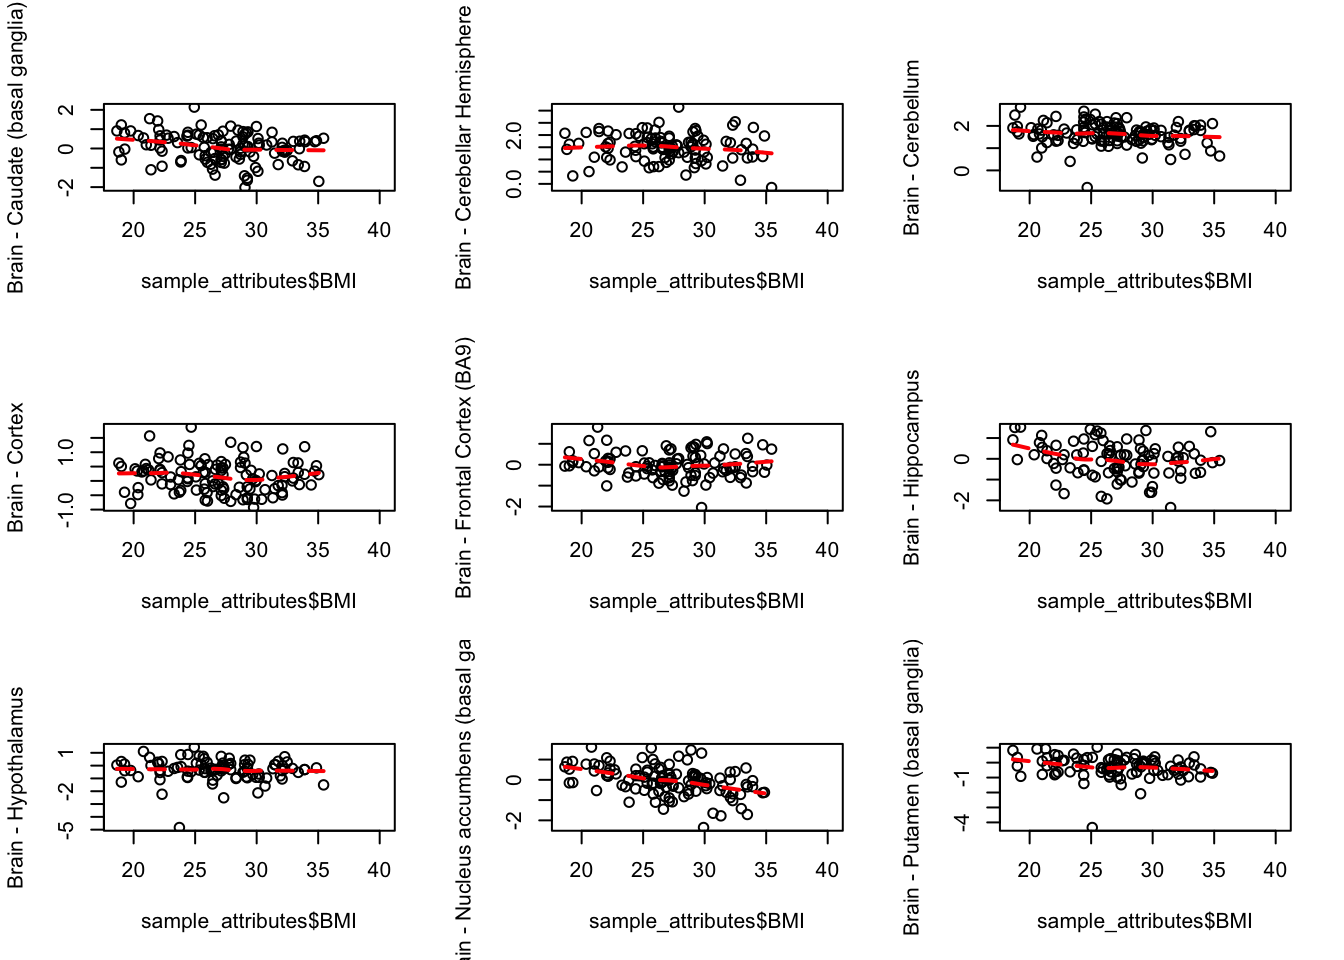 Brain - Caudate (basal ganglia)
2
0
-2
20 25 30 35 40
sample_attributes$BMI
Brain - Cerebellar Hemisphere
2.0
0.0
20 25 30 35 40
sample_attributes$BMI
Brain - Cerebellum
2
0
20 25 30 35 40
sample_attributes$BMI
Brain - Cortex
1.0
-1.0
20 25 30 35 40
sample_attributes$BMI
Brain - Frontal Cortex (BA9)
0
-2
20 25 30 35 40
sample_attributes$BMI
Brain - Hippocampus
0
-2
20 25 30 35 40
sample_attributes$BMI
Brain - Hypothalamus
1
-2
-5
20 25 30 35 40
sample_attributes$BMI
ain - Nucleus accumbens (basal ga
0
-2
20 25 30 35 40
sample_attributes$BMI
Brain - Putamen (basal ganglia)
-1
-4
20 25 30 35 40
sample_attributes$BMI